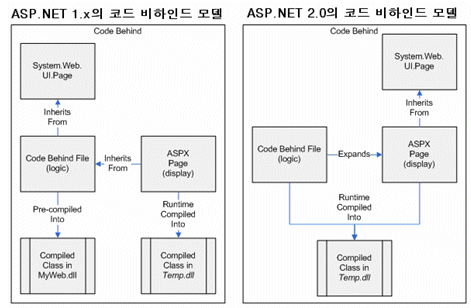 ASP.NET 1.x의 코드 비하인드 모델
Code Behind
System.Web.
UI.Page
Inherits
From
Code Behind File
(logic)
Inherits
From
ASPX
Page
(display)
Pre-compiled
Into
Runtime
Compiled
Into
Compiled
Class in
MyWeb.dll
Compiled
Class in
Temp.dll
ASP.NET 2.0의 코드 비하인드 모델
Code Behind
System.Web.
UI.Page
Inherits
From
Code Behind File
(logic)
Expands
ASPX
Page
(display)
Runtime
Compiled
Into
Compiled
Class in
Temp.dll